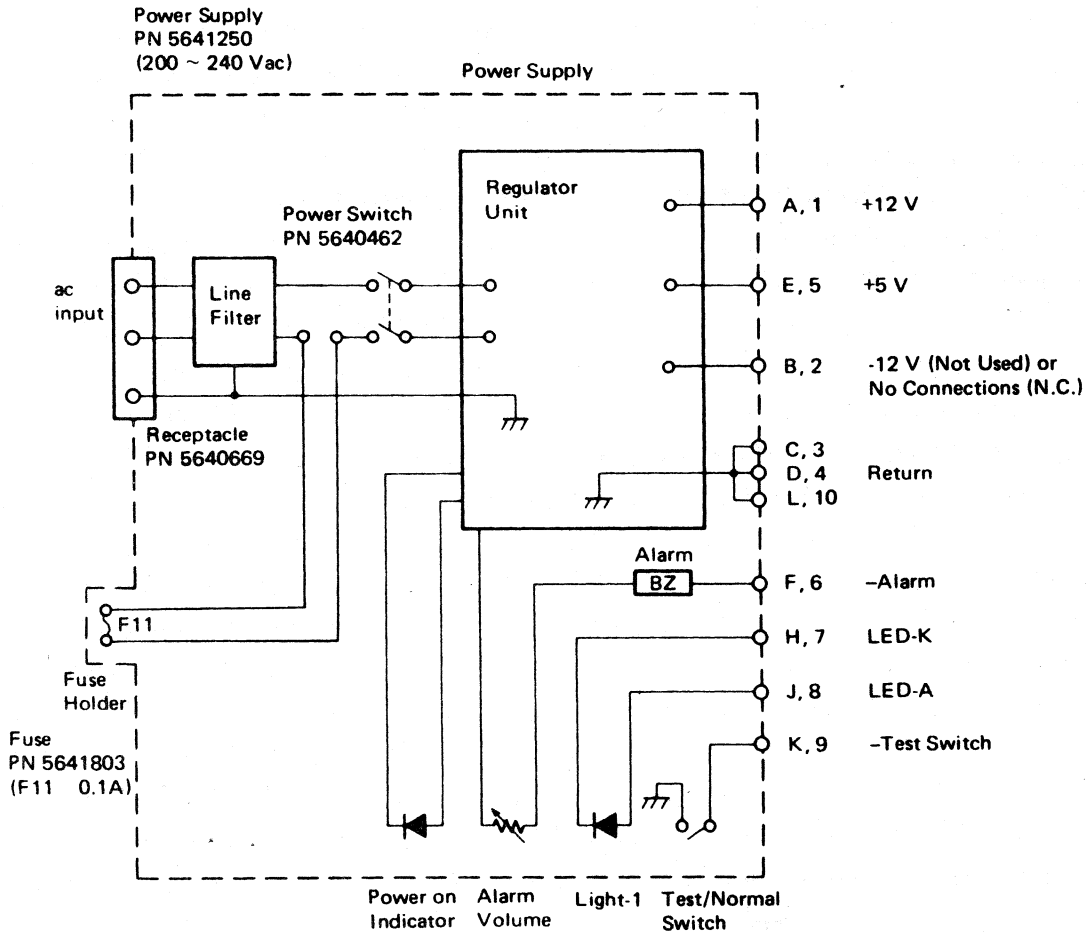 Power Supply
PN 5641250
(200 ~ 240 Vac)
Power Supply
Regulator
Unit
A, 1 +12 V
Power Switch
PN 5640462
ac
input
Line
Filter
E, 5 +5 V
B, 2 -12 V (Not Used) or
No Connections (N.C.)
Receptacle
PN 5640669
C, 3
D, 4 Return
L, 10
Alarm
BZ
F, 6 –Alarm
F11
H, 7 LED-K
Fuse
Holder
J, 8 LED-A
Fuse
PN 5641803
(F11 0.1A)
K, 9 –Test Switch
Power on
Indicator
Alarm
Volume
Light-1
Test/Normal
Switch